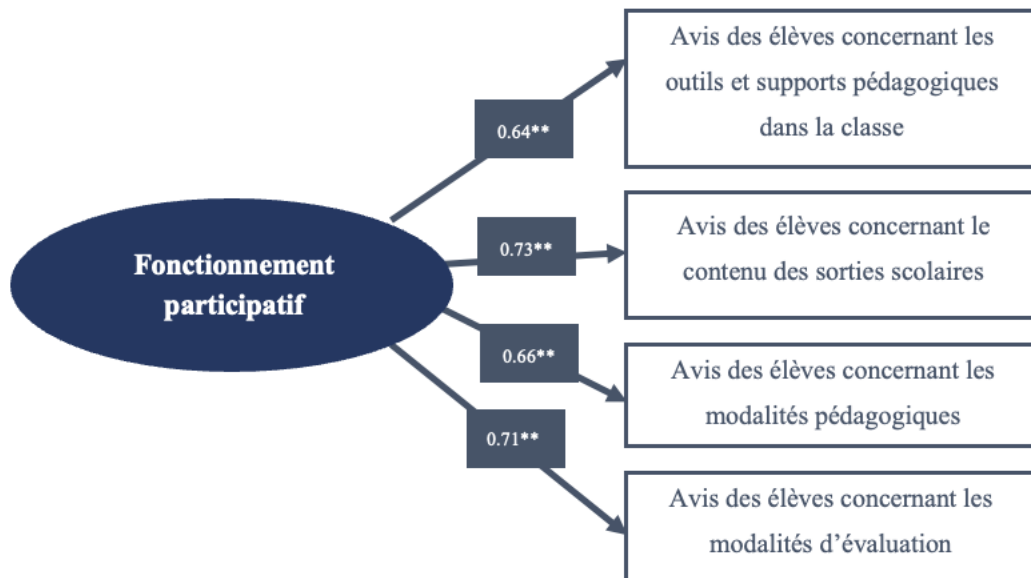 Avis des élèves concernant les
outils et supports pédagogiques
dans la classe
0.64**
Avis des élèves concernant le
contenu des sorties scolaires
0.73**
Fonctionnement
participatif
0.66**
Avis des élèves concernant les
modalités pédagogiques
0.71**
Avis des élèves concernant les
modalités d’évaluation